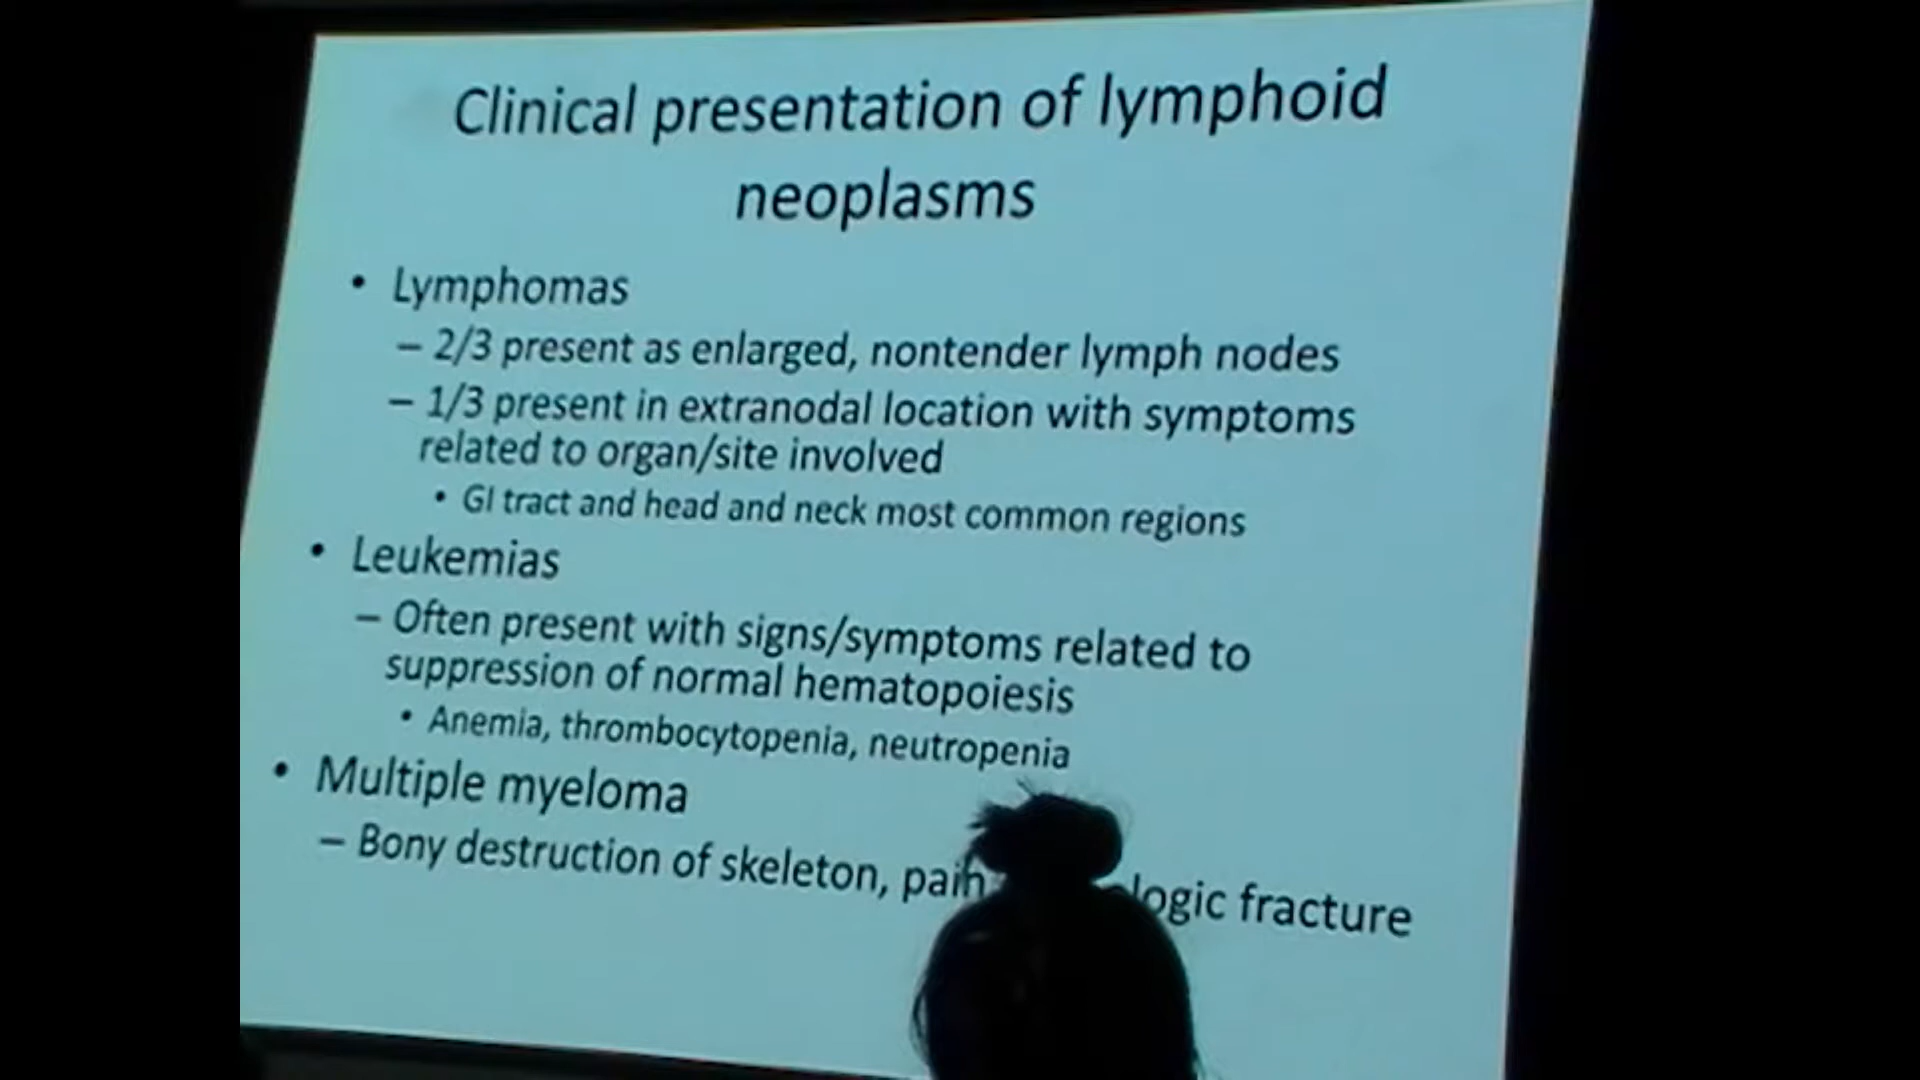 Clinical presentation of lymphoid
neoplasms
• Lymphomas
– 2/3 present as enlarged, nontender lymph nodes
– 1/3 present in extranodal location with symptoms
related to organ/site involved
• GI tract and head and neck most common regions
• Leukemias
– Often present with signs/symptoms related to
suppression of normal hematopoiesis
• Anemia, thrombocytopenia, neutropenia
• Multiple myeloma
– Bony destruction of skeleton, pain fracture